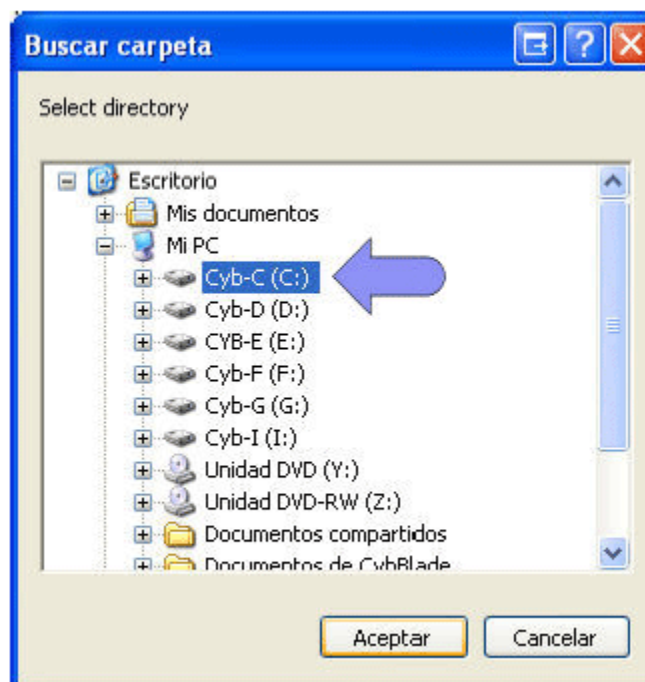 Buscar carpeta
Select directory
Escritorio
Mis documentos
Mi PC
Cyb-C (C:)
Cyb-D (D:)
CYB-E (E:)
Cyb-F (F:)
Cyb-G (G:)
Cyb-I (I:)
Unidad DVD (Y:)
Unidad DVD-RW (Z:)
Documentos compartidos
Documentos de CybBlade
Aceptar Cancelar